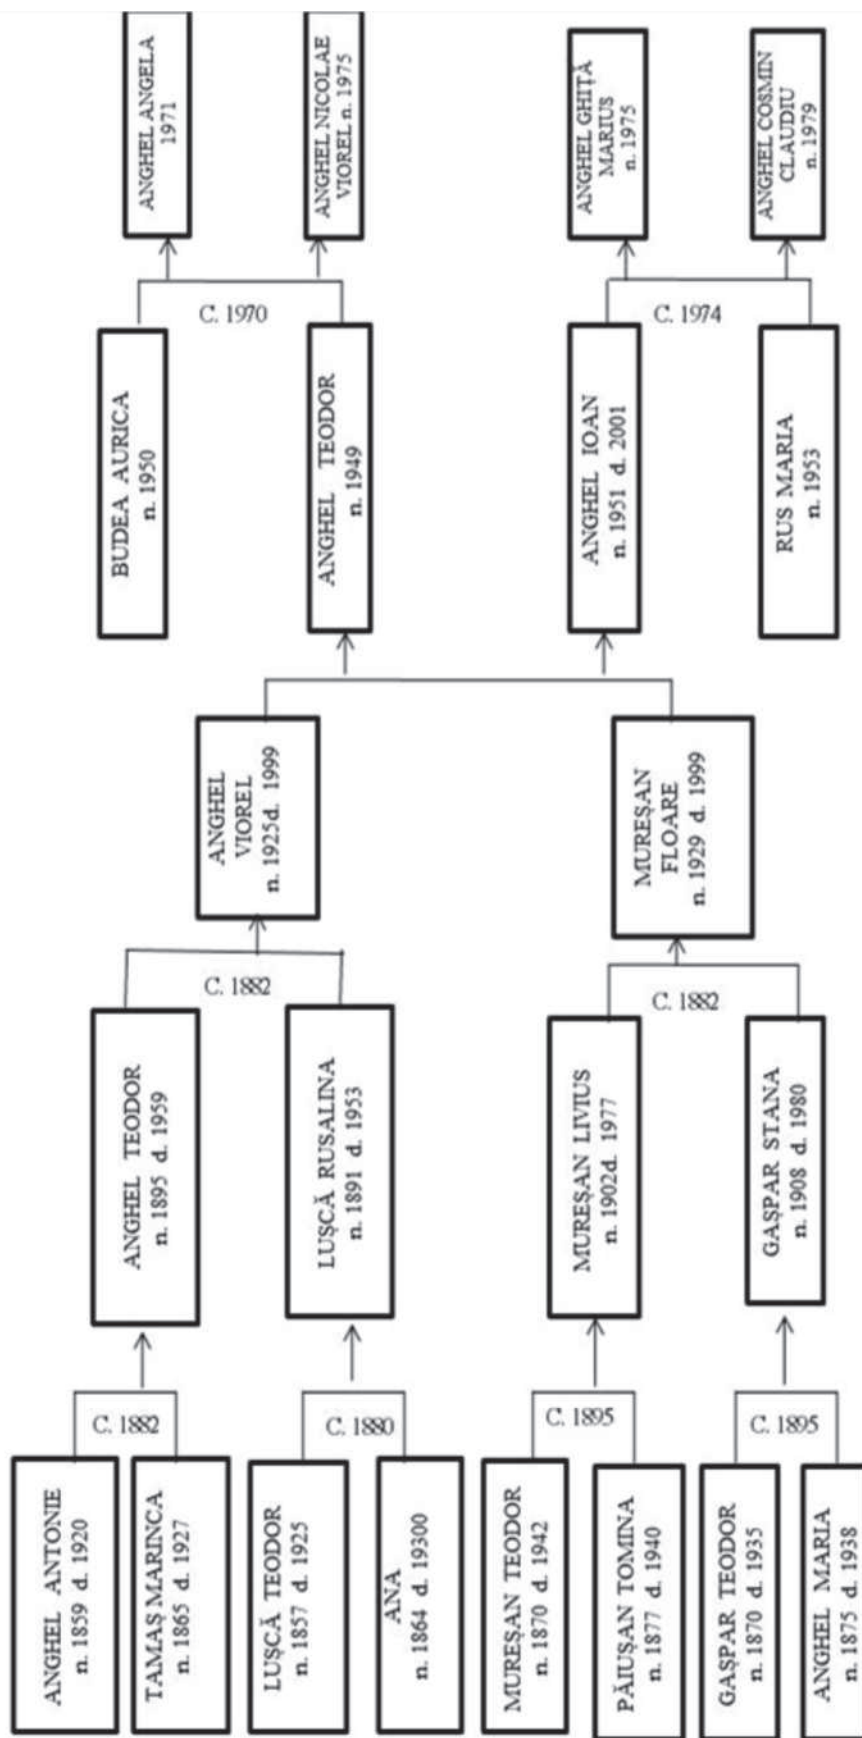 ANGHEL MARIA
n. 1875 d. 1938
GAȘPAR TEODOR
n. 1870 d. 1935
PĂIUȘAN TOMINA
n. 1877 d. 1940
MUREȘAN TEODOR
n. 1870 d. 1942
ANA
n. 1864 d. 19300
LUȘCĂ TEODOR
n. 1857 d. 1925
TAMAȘ MARINCA
n. 1865 d. 1927
ANGHEL ANTONIE
n. 1859 d. 1920
C. 1895
C. 1895
C. 1880
C. 1882
GAȘPAR STANA
n. 1908 d. 1980
MUREȘAN LIVIUS
n. 1902d. 1977
LUȘCĂ RUSALINA
n. 1891 d. 1953
ANGHEL TEODOR
n. 1895 d. 1959
C. 1882
C. 1882
MUREȘAN
FLOARE
n. 1929 d. 1999
ANGHEL
VIOREL
n. 1925d. 1999
RUS MARIA
n. 1953
ANGHEL IOAN
n. 1951 d. 2001
ANGHEL TEODOR
n. 1949
BUDEA AURICA
n. 1950
C. 1974
C. 1970
ANGHEL COSMIN
CLAUDIU
n. 1979
ANGHEL GHIȚĂ
MARIUS
n. 1975
ANGHEL NICOLAE
VIOREL n. 1975
ANGHEL ANGELA
1971